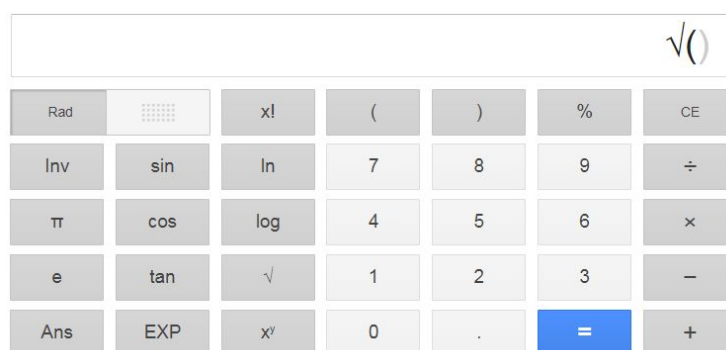 √()
Rad x! ( ) % CE
Inv sin ln 7 8 9 ÷
π cos log 4 5 6 ×
e tan √ 1 2 3 −
Ans EXP xʸ 0 . = +